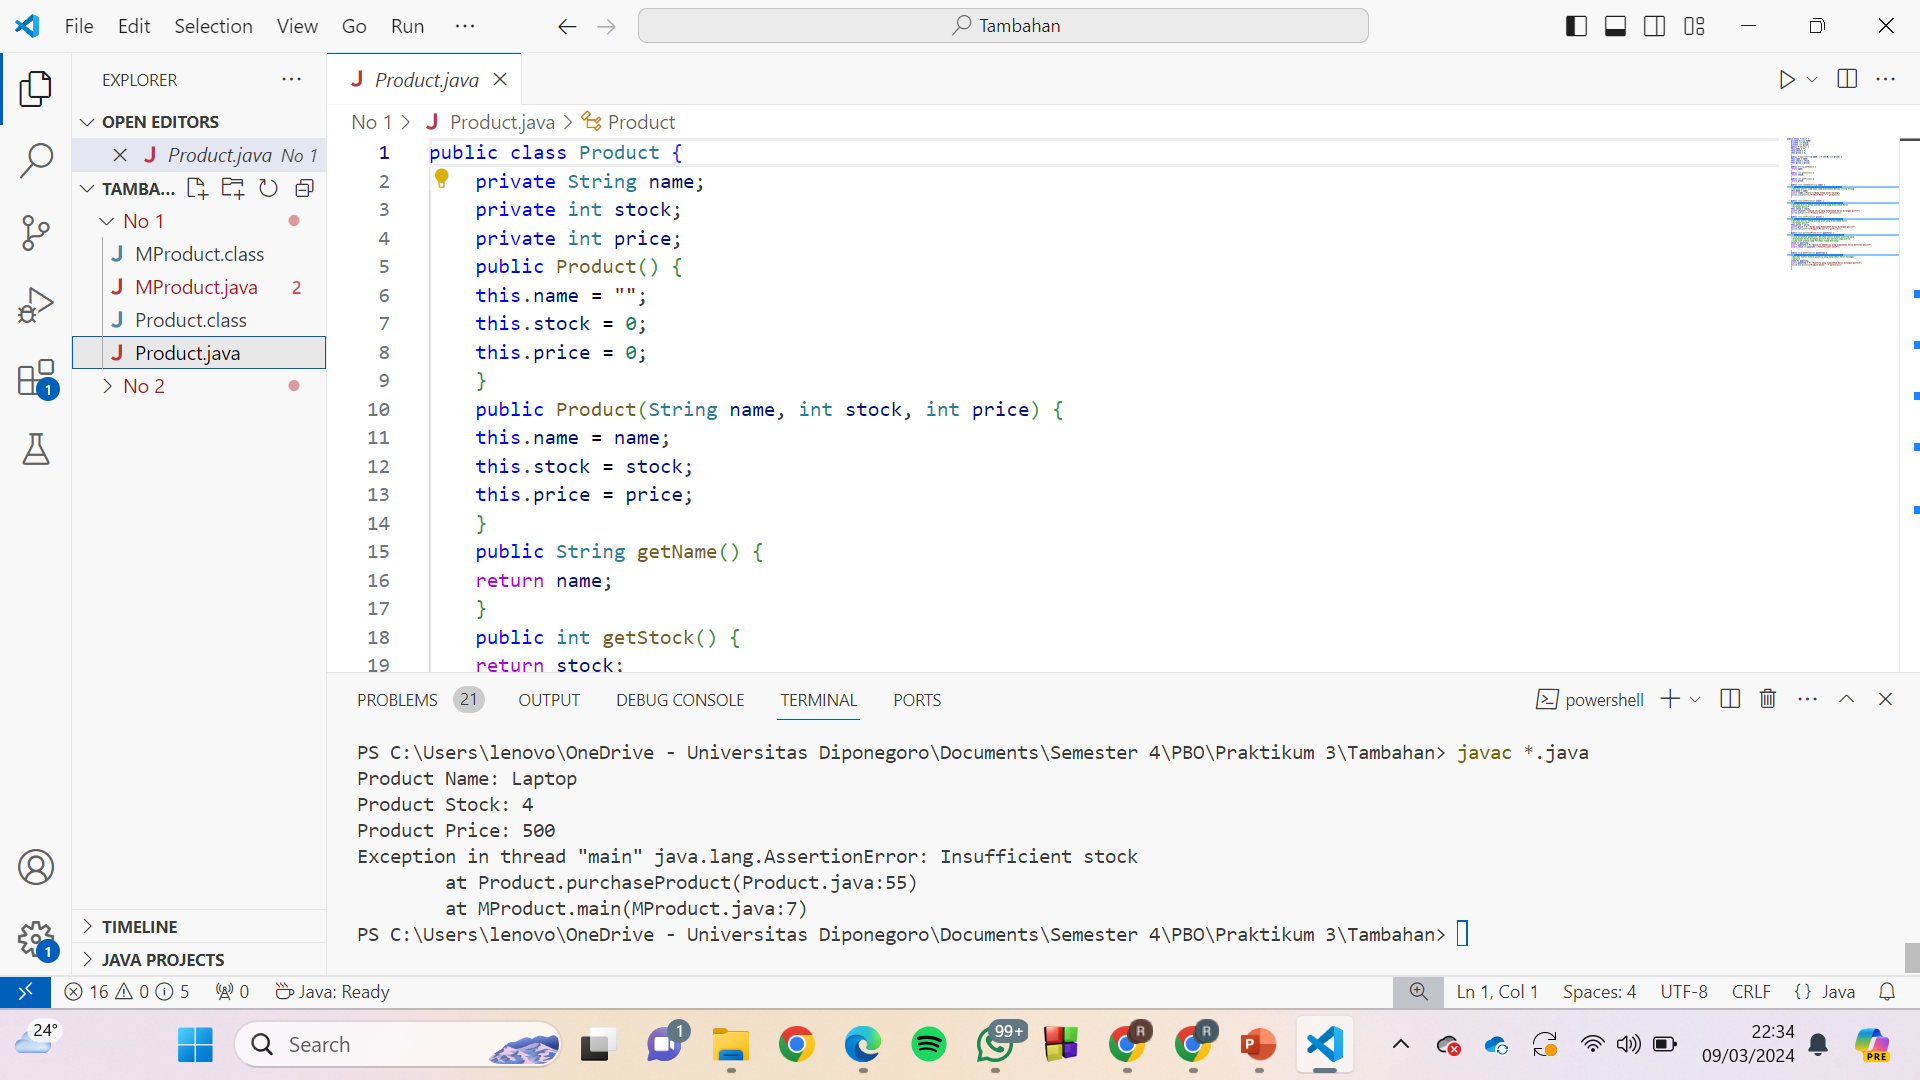 File Edit Selection View Go Run ··· Tambahan
EXPLORER ···
OPEN EDITORS
Product.java No 1
TAMBA...
No 1
MProduct.class
MProduct.java 2
Product.class
Product.java
No 2
TIMELINE
JAVA PROJECTS
1
1
Product.java
No 1 > Product.java > Product
1 public class Product {
2 private String name;
3 private int stock;
4 private int price;
5 public Product() {
6 this.name = "";
7 this.stock = 0;
8 this.price = 0;
9 }
10 public Product(String name, int stock, int price) {
11 this.name = name;
12 this.stock = stock;
13 this.price = price;
14 }
15 public String getName() {
16 return name;
17 }
18 public int getStock() {
19 return stock;
PROBLEMS 21 OUTPUT DEBUG CONSOLE TERMINAL PORTS powershell
PS C:\Users\lenovo\OneDrive - Universitas Diponegoro\Documents\Semester 4\PBO\Praktikum 3\Tambahan> javac *.java
Product Name: Laptop
Product Stock: 4
Product Price: 500
Exception in thread "main" java.lang.AssertionError: Insufficient stock
at Product.purchaseProduct(Product.java:55)
at MProduct.main(MProduct.java:7)
PS C:\Users\lenovo\OneDrive - Universitas Diponegoro\Documents\Semester 4\PBO\Praktikum 3\Tambahan>
16 0 5 0 Java: Ready Ln 1, Col 1 Spaces: 4 UTF-8 CRLF {} Java
24° Search 1 99+ R R P 22:34
09/03/2024
PRE